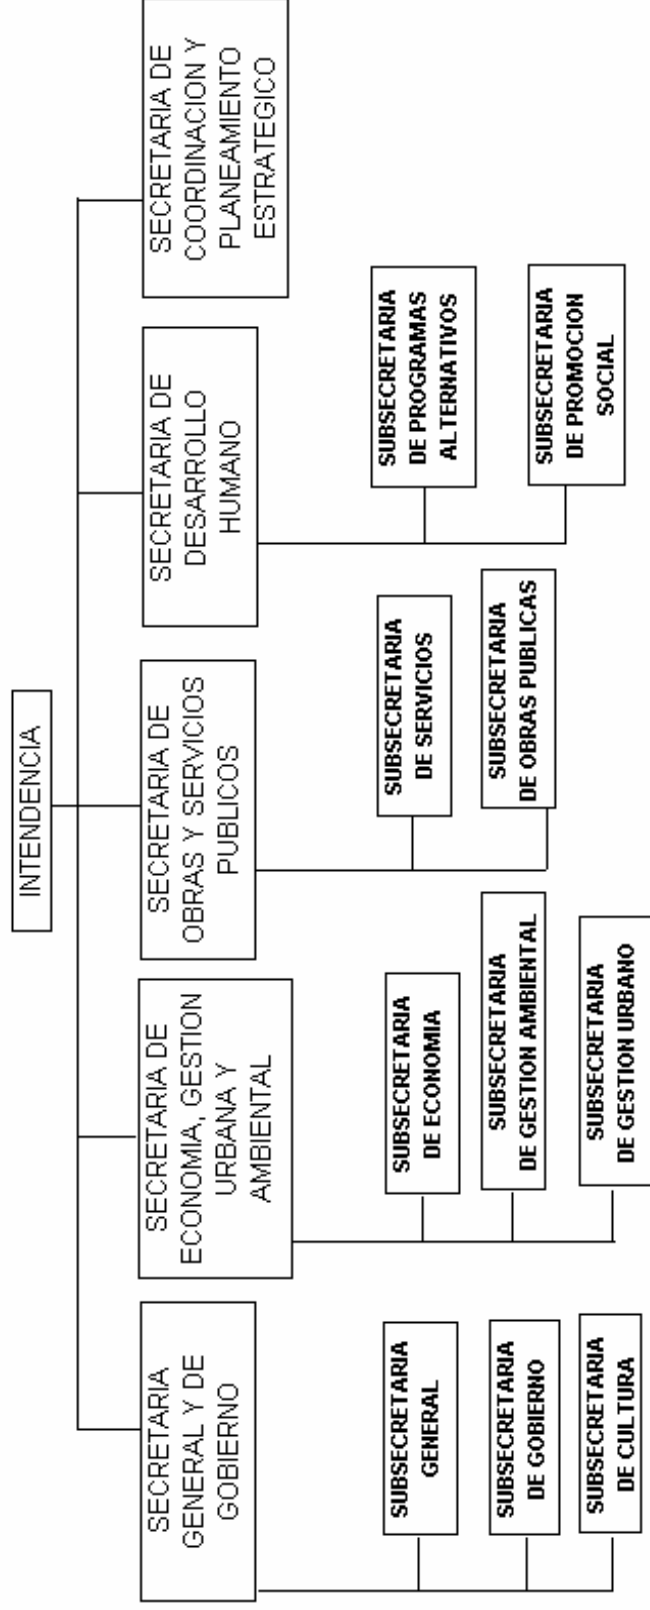 INTENDENCIA
SECRETARIA
GENERAL Y DE
GOBIERNO
SECRETARIA DE
ECONOMIA, GESTION
URBANA Y
AMBIENTAL
SECRETARIA DE
OBRAS Y SERVICIOS
PUBLICOS
SECRETARIA DE
DESARROLLO
HUMANO
SECRETARIA DE
COORDINACION Y
PLANEAMIENTO
ESTRATEGICO
SUBSECRETARIA
GENERAL
SUBSECRETARIA
DE GOBIERNO
SUBSECRETARIA
DE CULTURA
SUBSECRETARIA
DE ECONOMIA
SUBSECRETARIA
DE GESTION AMBIENTAL
SUBSECRETARIA
DE GESTION URBANO
SUBSECRETARIA
DE SERVICIOS
SUBSECRETARIA
DE OBRAS PUBLICAS
SUBSECRETARIA
DE PROGRAMAS
ALTERNATIVOS
SUBSECRETARIA
DE PROMOCION
SOCIAL